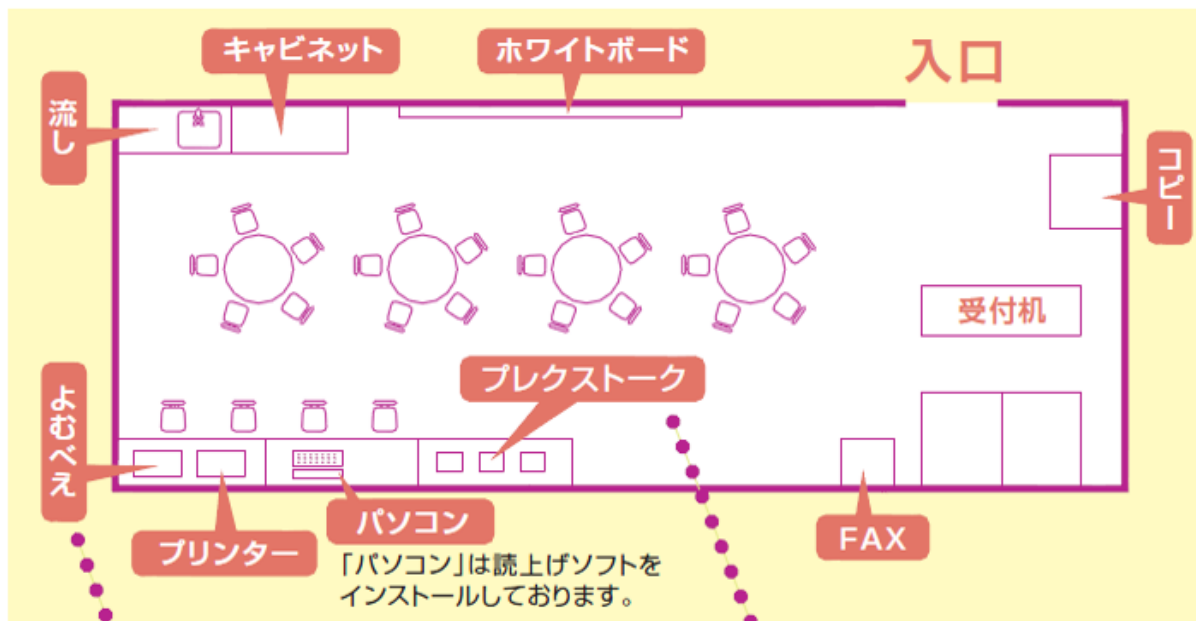 キャビネット
ホワイトボード
入口
流し
コピー
受付机
プレクストーク
よむべえ
プリンター
パソコン
「パソコン」は読上げソフトを
インストールしております。
FAX